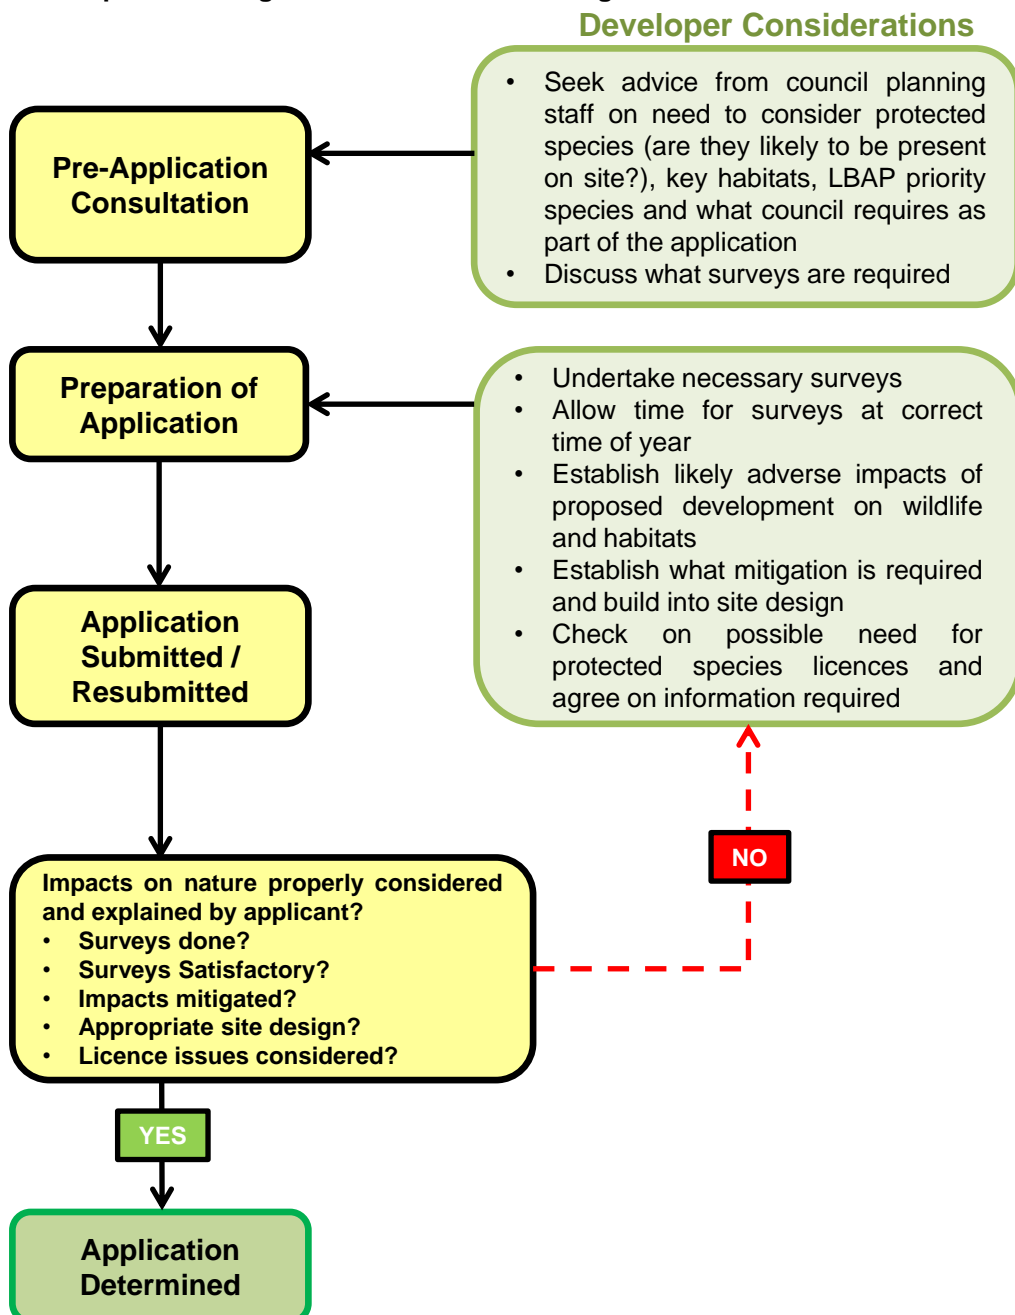 Developer Considerations
• Seek advice from council planning
staff on need to consider protected
species (are they likely to be present
on site?), key habitats, LBAP priority
species and what council requires as
part of the application
• Discuss what surveys are required
Pre-Application
Consultation
Preparation of
Application
• Undertake necessary surveys
• Allow time for surveys at correct
time of year
• Establish likely adverse impacts of
proposed development on wildlife
and habitats
• Establish what mitigation is required
and build into site design
• Check on possible need for
protected species licences and
agree on information required
Application
Submitted /
Resubmitted
NO
Impacts on nature properly considered
and explained by applicant?
• Surveys done?
• Surveys Satisfactory?
• Impacts mitigated?
• Appropriate site design?
• Licence issues considered?
YES
Application
Determined